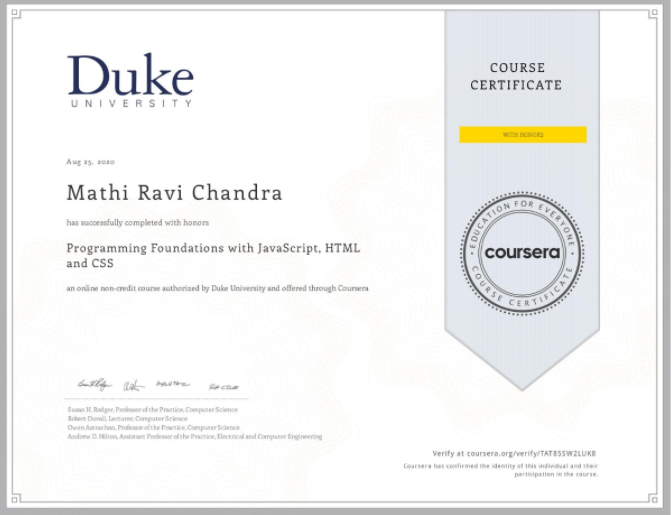 Duke
UNIVERSITY
COURSE
CERTIFICATE
WITH HONORS
Aug 25, 2020
Mathi Ravi Chandra
has successfully completed with honors
Programming Foundations with JavaScript, HTML
and CSS
an online non-credit course authorized by Duke University and offered through Coursera
EDUCATION FOR EVERYONE
coursera
COURSE CERTIFICATE
Susan H. Rodger, Professor of the Practice, Computer Science
Robert Duvall, Lecturer, Computer Science
Owen Astrachan, Professor of the Practice, Computer Science
Andrew D. Hilton, Assistant Professor of the Practice, Electrical and Computer Engineering
Verify at coursera.org/verify/TAT8SSW2LUKB
Coursera has confirmed the identity of this individual and their
participation in the course.